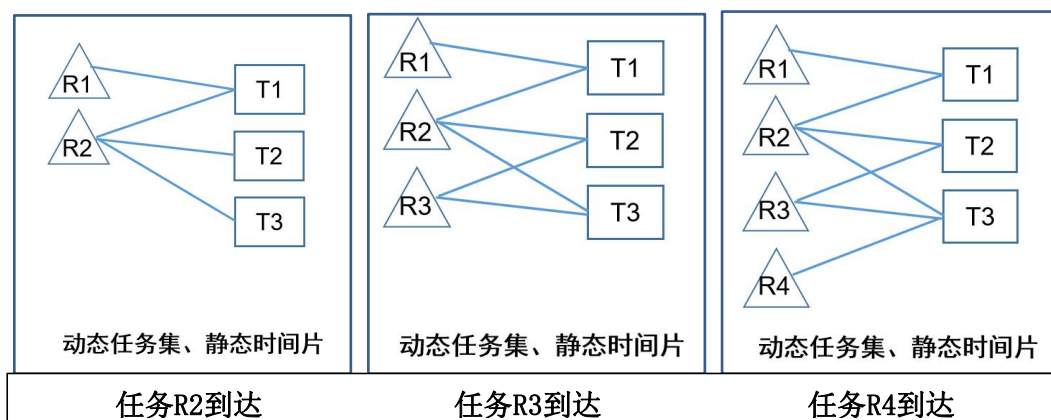 R1
T1
R2
T2
T3
动态任务集、静态时间片
任务R2到达
R1
T1
R2
T2
R3
T3
动态任务集、静态时间片
任务R3到达
R1
T1
R2
T2
R3
T3
R4
动态任务集、静态时间片
任务R4到达